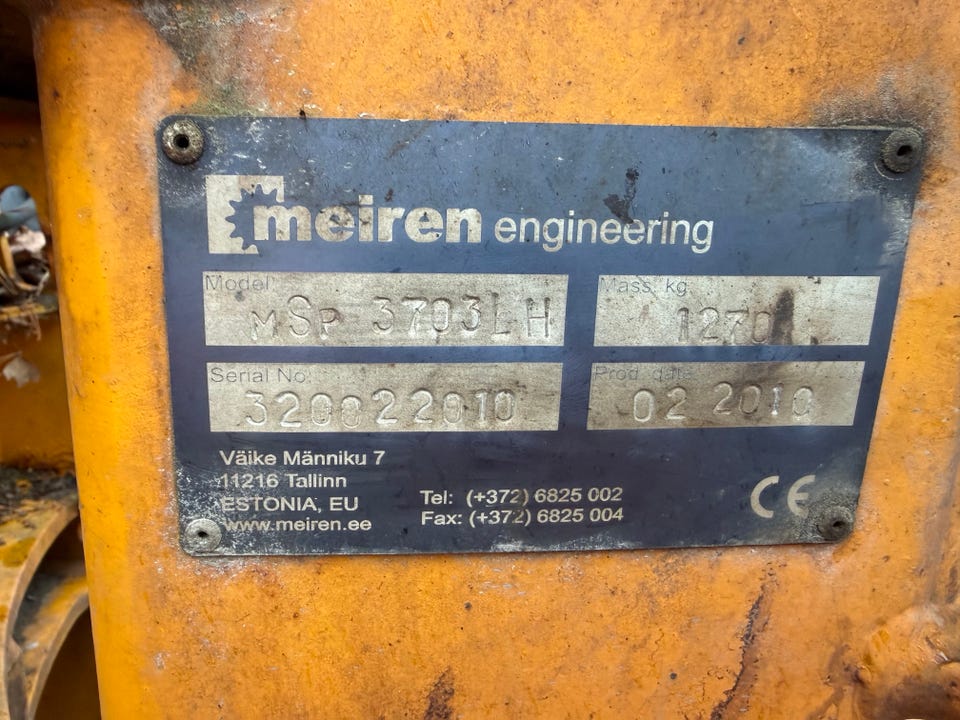 meiren engineering
Model:
MSP 3703LH
Mass. kg
1270
Serial No.
320022010
Prod. date
02 2010
Väike Männiku 7
11216 Tallinn
ESTONIA, EU
www.meiren.ee
Tel: (+372) 6825 002
Fax: (+372) 6825 004
CE